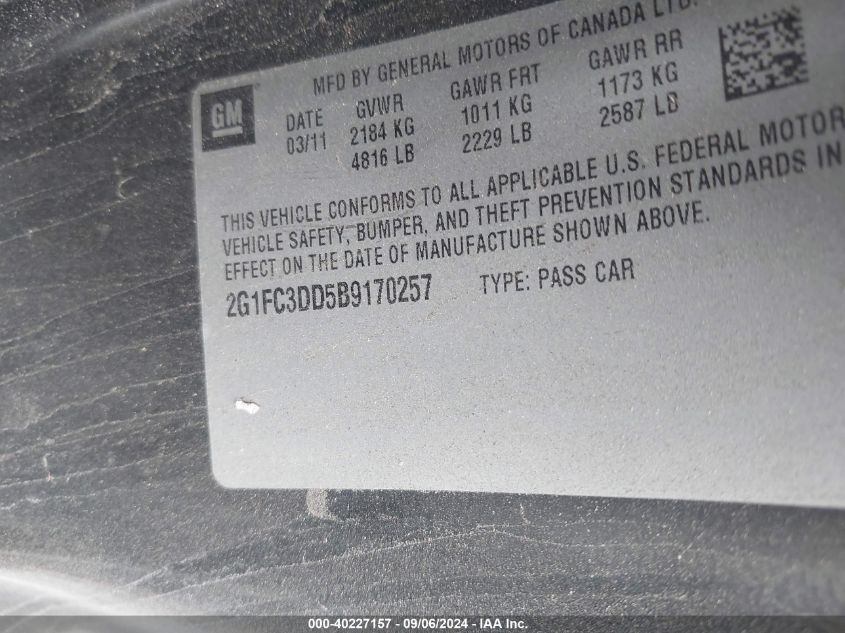 MFD BY GENERAL MOTORS OF CANADA LTD.
GM
DATE GVWR GAWR FRT GAWR RR
03/11 2184 KG 1011 KG 1173 KG
4816 LB 2229 LB 2587 LB
THIS VEHICLE CONFORMS TO ALL APPLICABLE U.S. FEDERAL MOTOR
VEHICLE SAFETY, BUMPER, AND THEFT PREVENTION STANDARDS IN
EFFECT ON THE DATE OF MANUFACTURE SHOWN ABOVE.
2G1FC3DD5B9170257 TYPE: PASS CAR
000-40227157 - 09/06/2024 - IAA Inc.